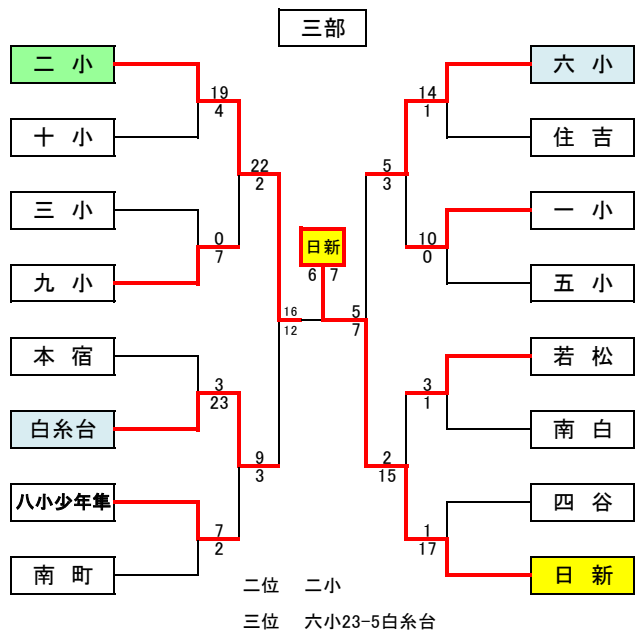 三部
二 小
六 小
19
4
14
1
十 小
住 吉
22
2
5
3
三 小
一 小
0
7
日新
10
0
九 小
6 7
五 小
16
12
5
7
本 宿
若 松
3
23
3
1
白糸台
南 白
9
3
2
15
八小少年隼
四 谷
7
2
1
17
南 町
日 新
二位 二小
三位 六小23-5白糸台